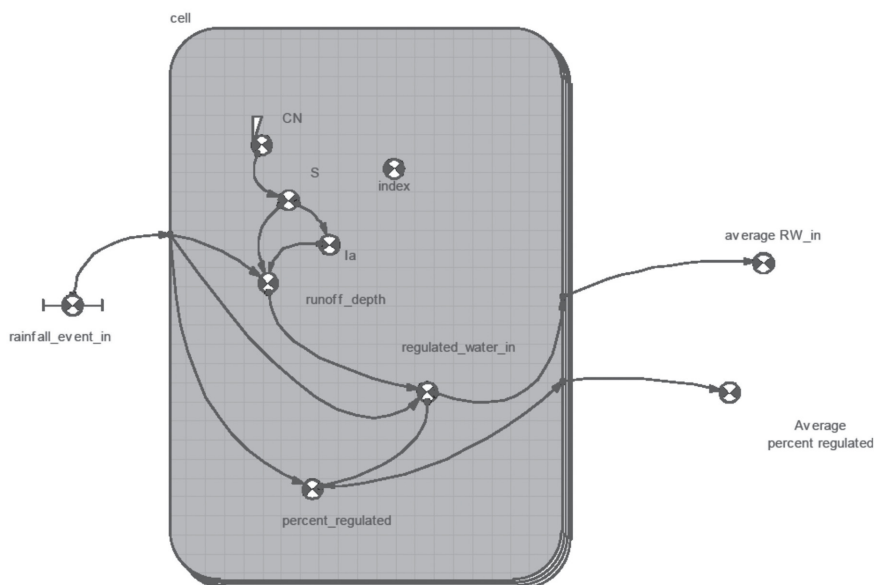 cell
CN
S
index
Ia
average RW_in
runoff_depth
rainfall_event_in
regulated_water_in
Average
percent regulated
percent_regulated